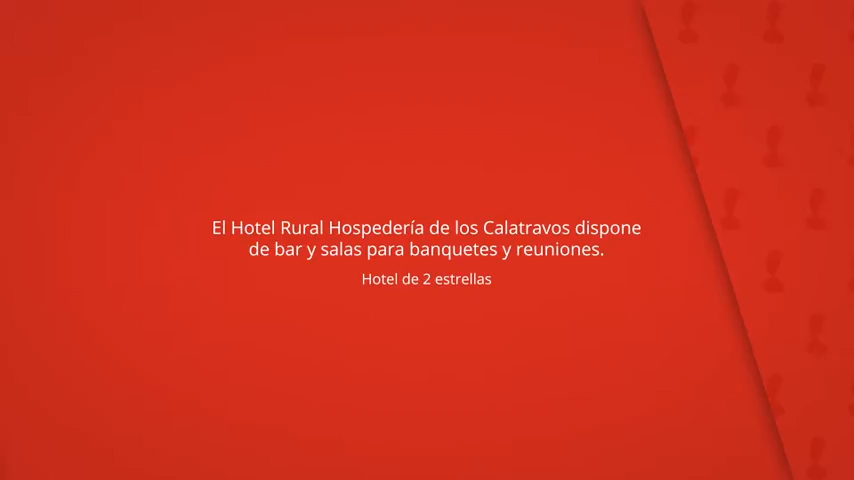 El Hotel Rural Hospedería de los Calatravos dispone
de bar y salas para banquetes y reuniones.
Hotel de 2 estrellas